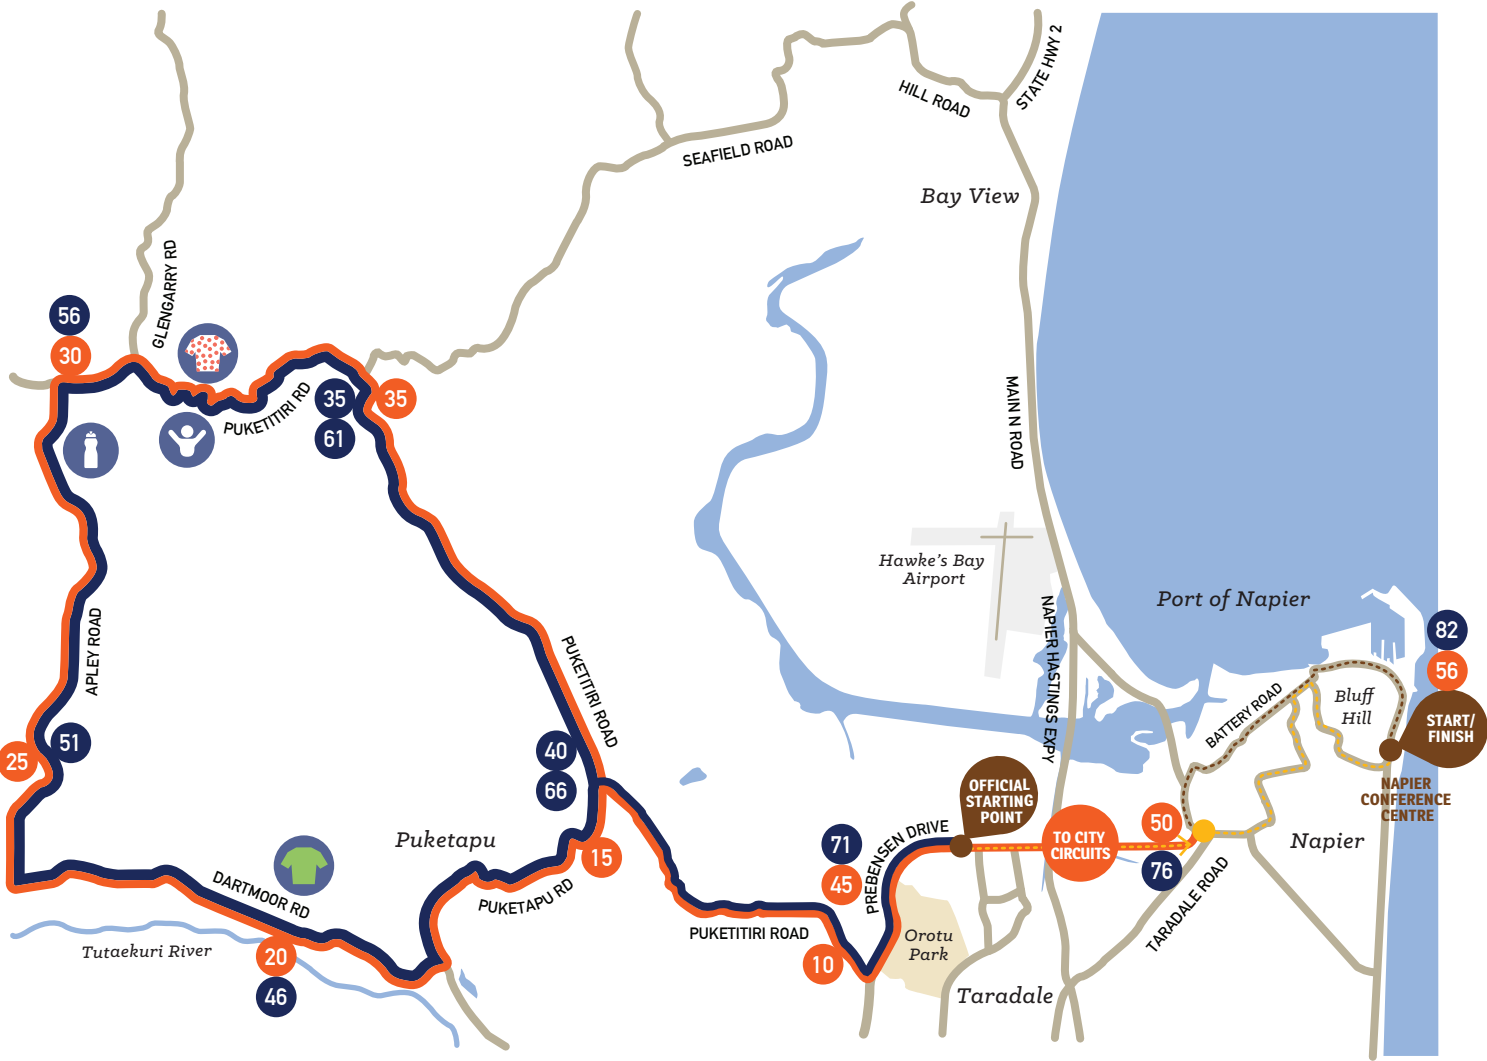 STATE HWY 2
HILL ROAD
SEAFIELD ROAD
Bay View
GLENGARRY RD
56
30
PUKETITIRI RD
35
61
35
MAIN N ROAD
Hawke's Bay
Airport
Port of Napier
NAPIER HASTINGS EXPY
APLEY ROAD
PUKETITIRI ROAD
82
56
START/
FINISH
Bluff
Hill
BATTERY ROAD
51
25
40
66
NAPIER
CONFERENCE
CENTRE
OFFICIAL
STARTING
POINT
TO CITY
CIRCUITS
50
76
Napier
Puketapu
15
71
45
PREBENSEN DRIVE
TARADALE ROAD
DARTMOOR RD
PUKETAPU RD
PUKETITIRI ROAD
10
Orotu
Park
Tutaekuri River
20
46
Taradale